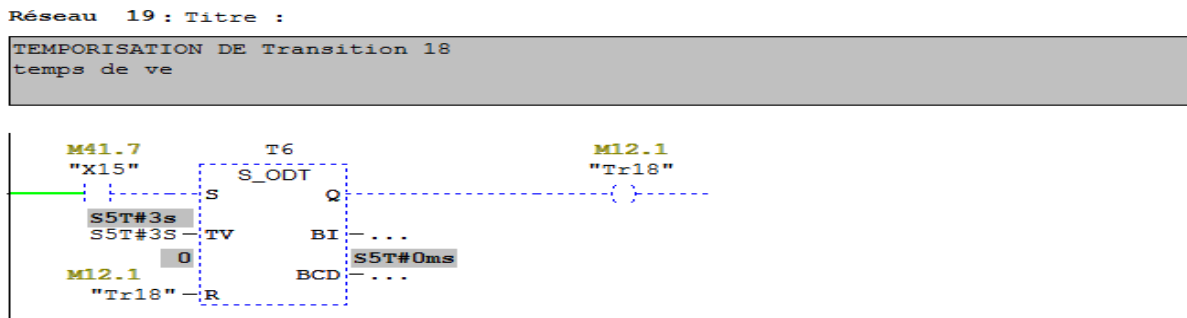 Réseau 19 : Titre :
TEMPORISATION DE Transition 18
temps de ve
M41.7 T6 M12.1
"X15" S_ODT "Tr18"
S Q
S5T#3s
S5T#3S TV BI ...
0 S5T#0ms
M12.1 BCD ...
"Tr18" R